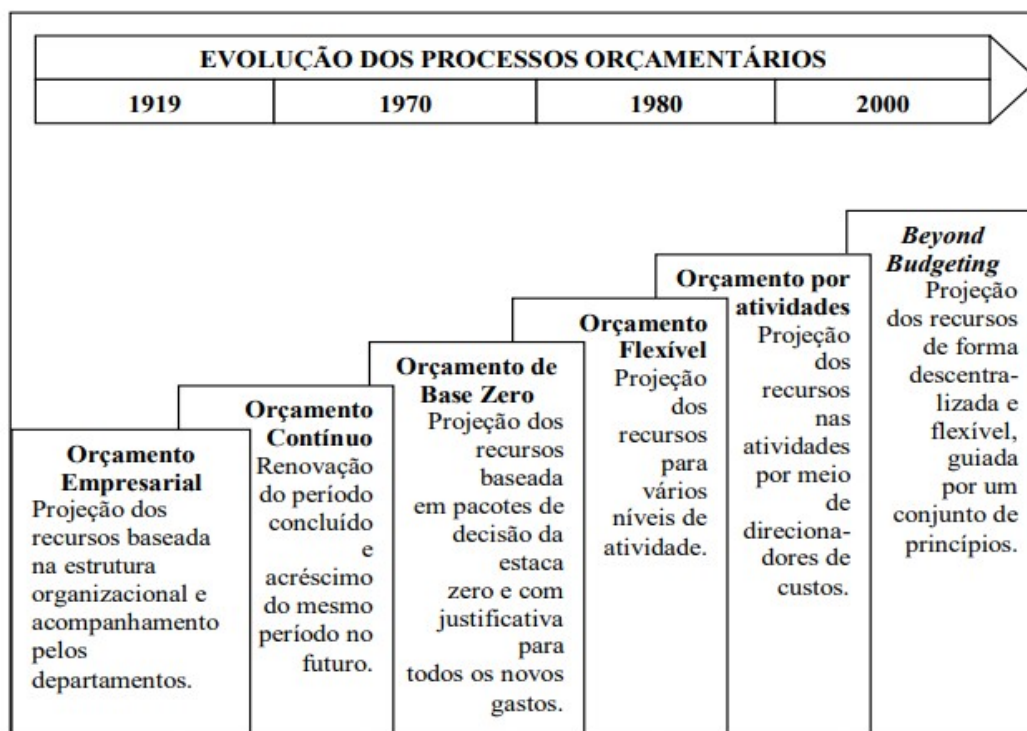 EVOLUÇÃO DOS PROCESSOS ORÇAMENTÁRIOS
1919
1970
1980
2000
Orçamento
Empresarial
Projeção dos
recursos baseada
na estrutura
organizacional e
acompanhamento
pelos
departamentos.
Orçamento
Contínuo
Renovação
do período
concluído
e
acréscimo
do mesmo
período no
futuro.
Orçamento de
Base Zero
Projeção dos
recursos
baseada
em pacotes de
decisão da
estaca
zero e com
justificativa
para
todos os novos
gastos.
Orçamento
Flexível
Projeção
dos
recursos
para
vários
níveis de
atividade.
Orçamento por
atividades
Projeção
dos
recursos
nas
atividades
por meio
de
direciona-
dores de
custos.
Beyond
Budgeting
Projeção
dos recursos
de forma
descentra-
lizada e
flexível,
guiada
por um
conjunto de
princípios.